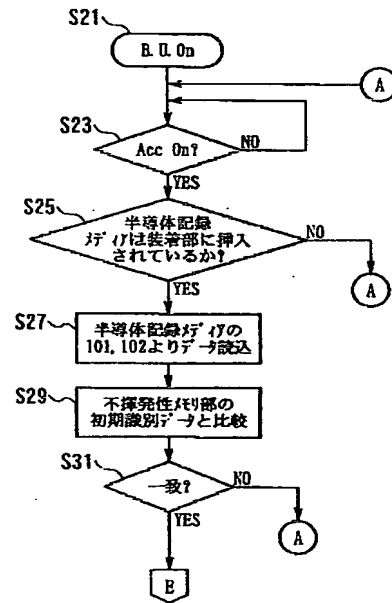 S21
B.U.On
A
S23
Acc On?
NO
YES
S25
半導体記録
ﾒﾃﾞｨｱは装着部に挿入
されているか?
NO
A
YES
S27
半導体記録ﾒﾃﾞｨｱの
101,102よりﾃﾞｰﾀ読込
S29
不揮発性ﾒﾓﾘ部の
初期識別ﾃﾞｰﾀと比較
S31
一致?
NO
A
YES
E